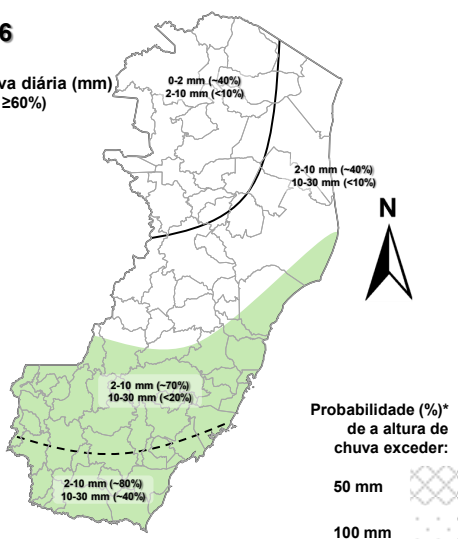 6
va diária (mm)
≥60%)
0-2 mm (~40%)
2-10 mm (<10%)
2-10 mm (~40%)
10-30 mm (<10%)
N
2-10 mm (~70%)
10-30 mm (<20%)
2-10 mm (~80%)
10-30 mm (~40%)
Probabilidade (%)*
de a altura de
chuva exceder:
50 mm
100 mm